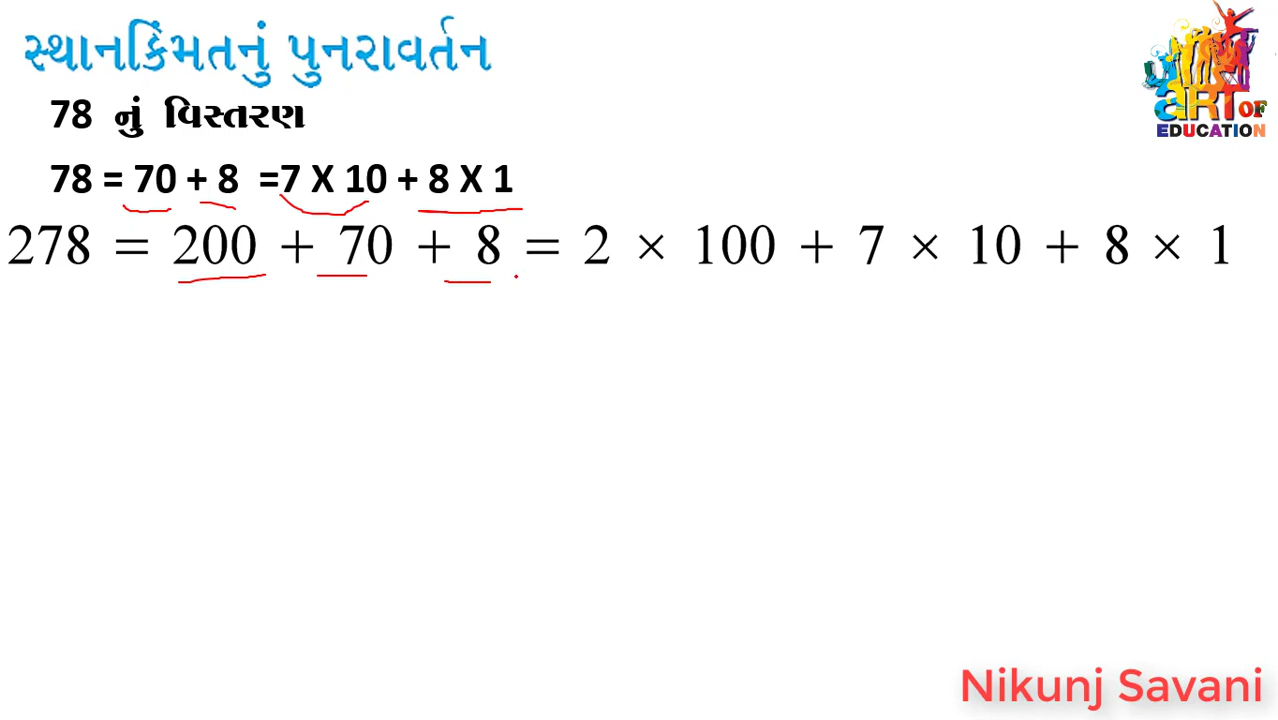 સ્થાનકિંમતનું પુનરાવર્તન
ART OF
EDUCATION
78 નું વિસ્તરણ
78 = 70 + 8 =7 X 10 + 8 X 1
278 = 200 + 70 + 8 = 2 × 100 + 7 × 10 + 8 × 1
Nikunj Savani